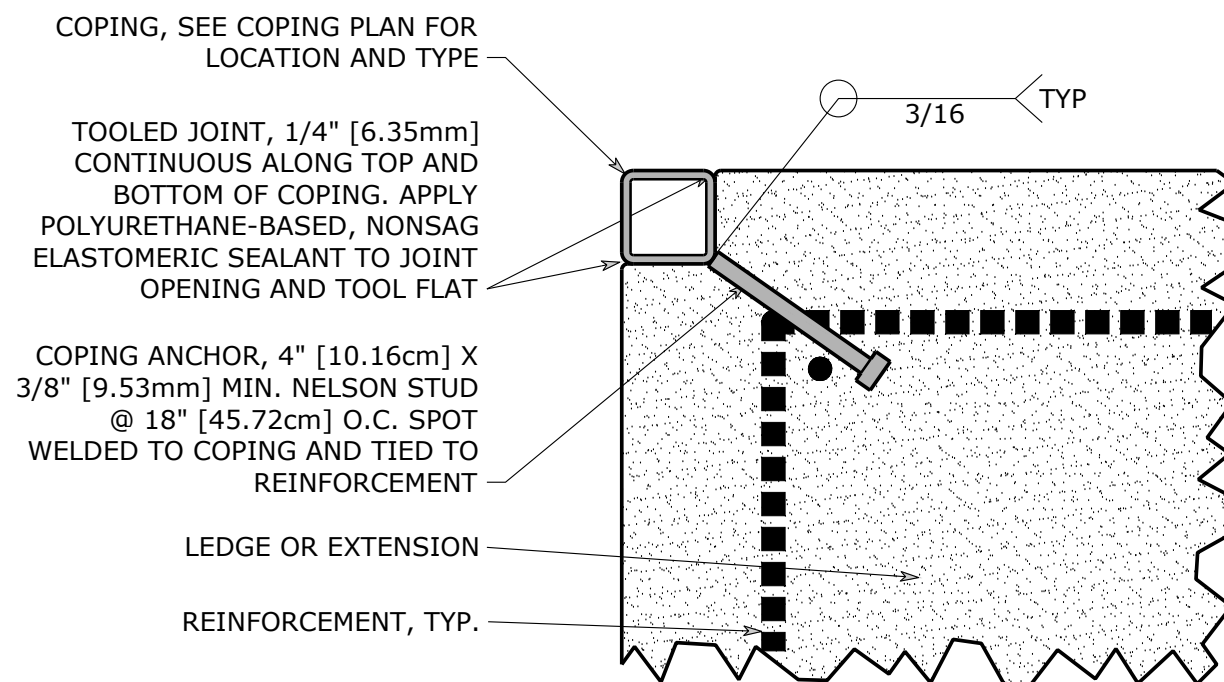 COPING, SEE COPING PLAN FOR
LOCATION AND TYPE
TOOLED JOINT, 1/4" [6.35mm]
CONTINUOUS ALONG TOP AND
BOTTOM OF COPING. APPLY
POLYURETHANE-BASED, NONSAG
ELASTOMERIC SEALANT TO JOINT
OPENING AND TOOL FLAT
COPING ANCHOR, 4" [10.16cm] X
3/8" [9.53mm] MIN. NELSON STUD
@ 18" [45.72cm] O.C. SPOT
WELDED TO COPING AND TIED TO
REINFORCEMENT
LEDGE OR EXTENSION
REINFORCEMENT, TYP.
3/16
TYP